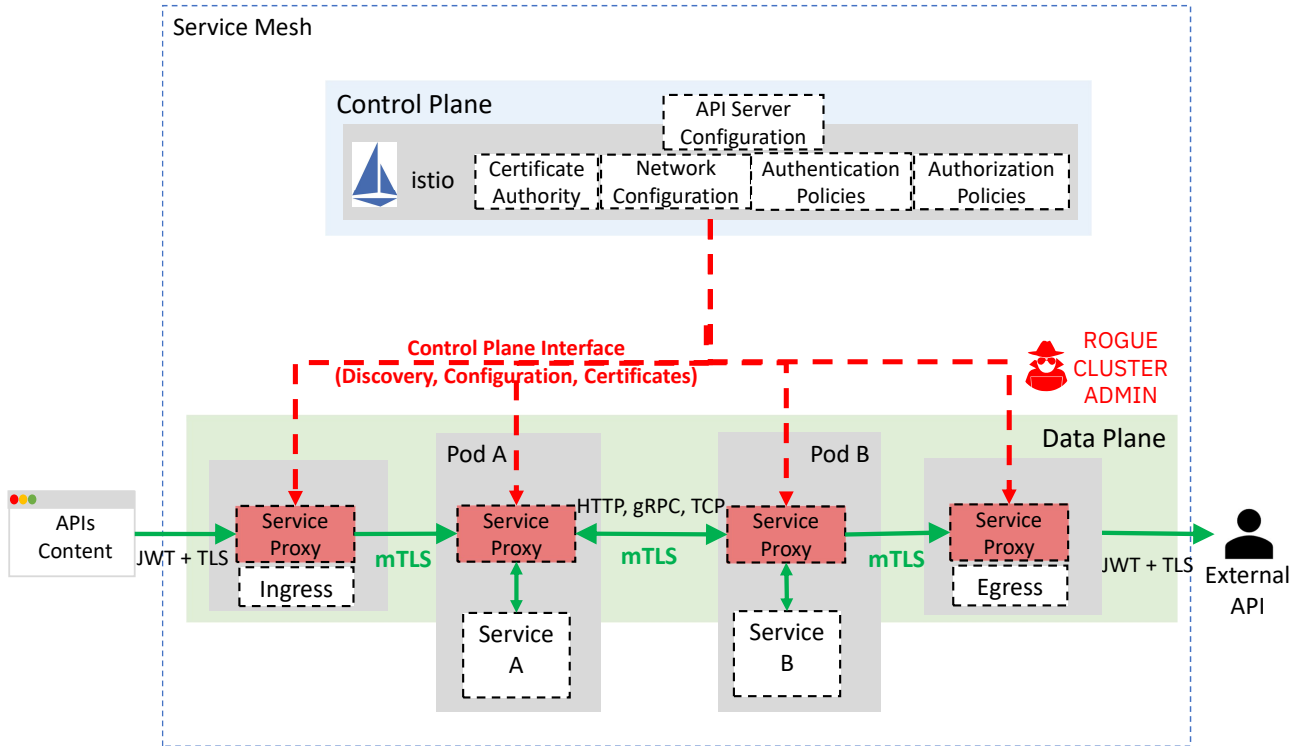 Service Mesh
Control Plane
API Server
Configuration
istio
Certificate
Authority
Network
Configuration
Authentication
Policies
Authorization
Policies
Control Plane Interface
(Discovery, Configuration, Certificates)
ROGUE
CLUSTER
ADMIN
Data Plane
Pod A
Pod B
APIs
Content
JWT + TLS
Service
Proxy
Ingress
mTLS
Service
Proxy
HTTP, gRPC, TCP
mTLS
Service
Proxy
mTLS
Service
Proxy
Egress
JWT + TLS
External
API
Service
A
Service
B